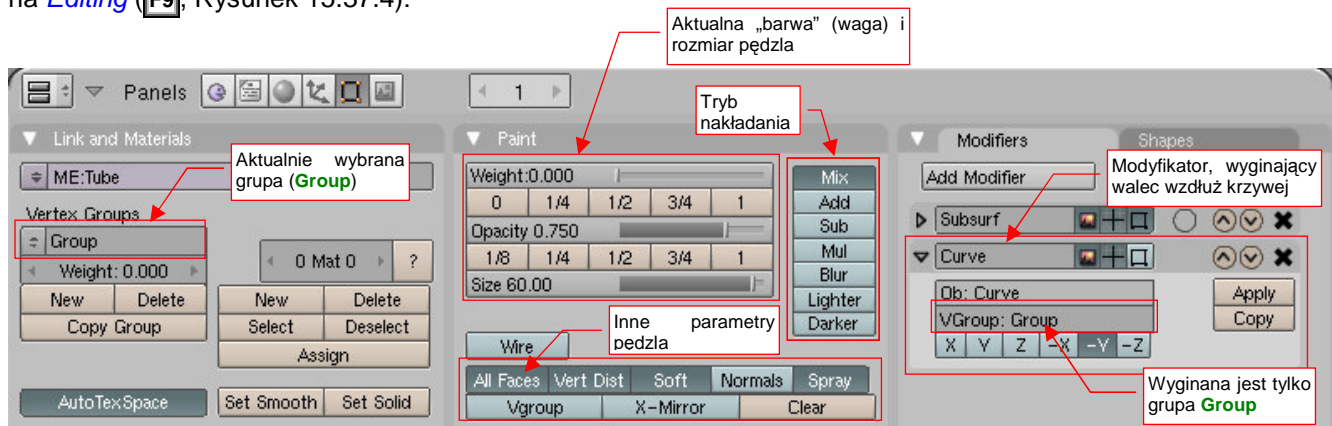 na Editing (F9, Rysunek 15.37.4).
Aktualna „barwa” (waga) i
rozmiar pędzla
Panels
1
Tryb
nakładania
Link and Materials
Paint
Modifiers
Shapes
ME:Tube
Aktualnie wybrana
grupa (Group)
Vertex Groups
Group
Weight: 0.000
New
Delete
Copy Group
AutoTexSpace
0 Mat 0
?
New
Delete
Select
Deselect
Assign
Set Smooth
Set Solid
Weight:0.000
0
1/4
1/2
3/4
1
Opacity 0.750
1/8
1/4
1/2
3/4
1
Size 60.00
Wire
Inne parametry
pędzla
All Faces
Vert Dist
Soft
Normals
Spray
Vgroup
X-Mirror
Clear
Mix
Add
Sub
Mul
Blur
Lighter
Darker
Add Modifier
Modyfikator, wyginający
walec wzdłuż krzywej
Subsurf
Curve
Ob: Curve
VGroup: Group
X
Y
Z
-X
-Y
-Z
Apply
Copy
Wyginana jest tylko
grupa Group